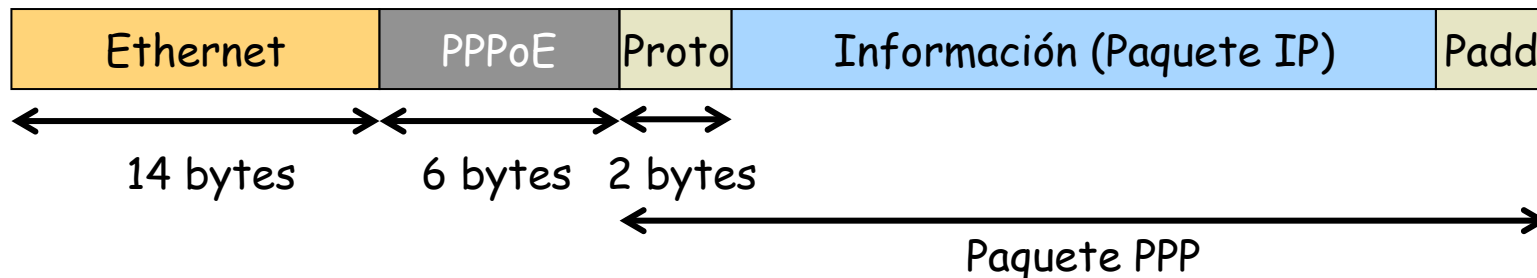 Ethernet PPPoE Proto Información (Paquete IP) Padd
14 bytes 6 bytes 2 bytes
Paquete PPP